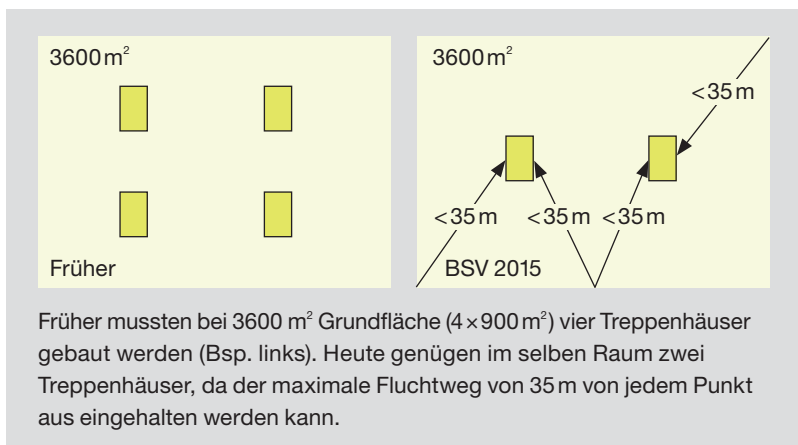 3600 m²
Früher
3600 m²
<35 m
<35 m
<35 m
<35 m
BSV 2015
Früher mussten bei 3600 m² Grundfläche (4 × 900 m²) vier Treppenhäuser
gebaut werden (Bsp. links). Heute genügen im selben Raum zwei
Treppenhäuser, da der maximale Fluchtweg von 35 m von jedem Punkt
aus eingehalten werden kann.